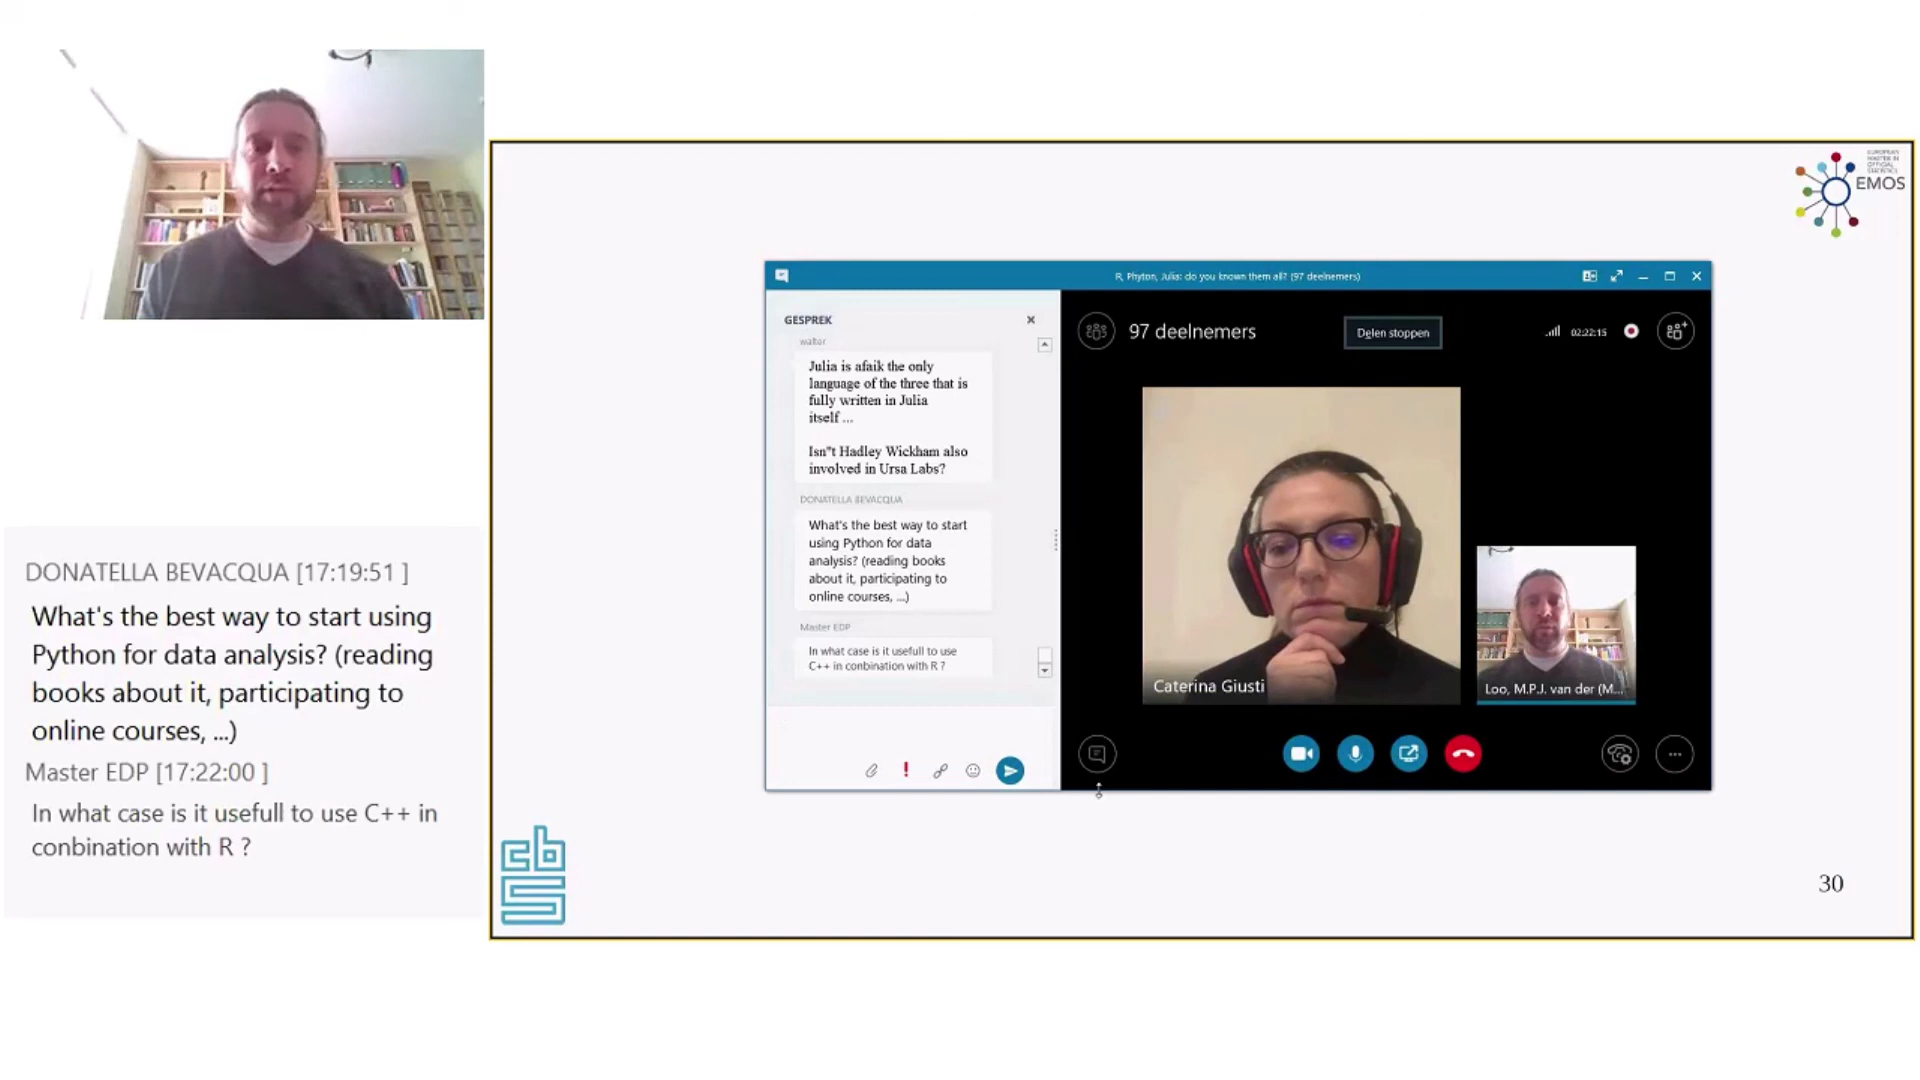 EUROPEAN
MASTER IN
OFFICIAL
STATISTICS
EMOS
R, Phyton, Julia: do you known them all? (97 deelnemers)
GESPREK
walter
Julia is afaik the only
language of the three that is
fully written in Julia
itself ...
Isn"t Hadley Wickham also
involved in Ursa Labs?
DONATELLA BEVACQUA
What's the best way to start
using Python for data
analysis? (reading books
about it, participating to
online courses, ...)
Master EDP
In what case is it usefull to use
C++ in conbination with R ?
97 deelnemers
Delen stoppen
02:22:15
Caterina Giusti
Loo, M.P.J. van der (M...
DONATELLA BEVACQUA [17:19:51 ]
What's the best way to start using
Python for data analysis? (reading
books about it, participating to
online courses, ...)
Master EDP [17:22:00 ]
In what case is it usefull to use C++ in
conbination with R ?
cbs
30